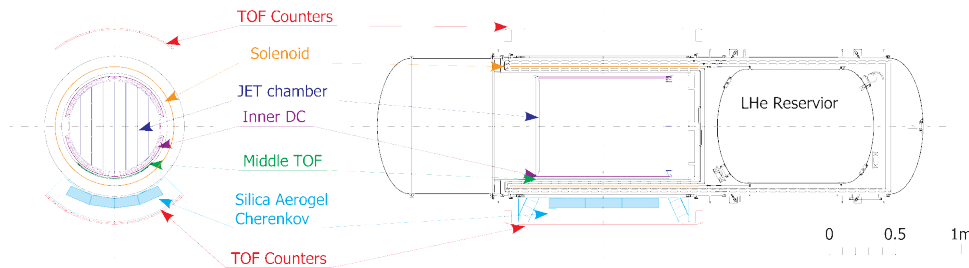 TOF Counters
Solenoid
JET chamber
Inner DC
Middle TOF
Silica Aerogel
Cherenkov
TOF Counters
LHe Reservior
0 0.5 1m